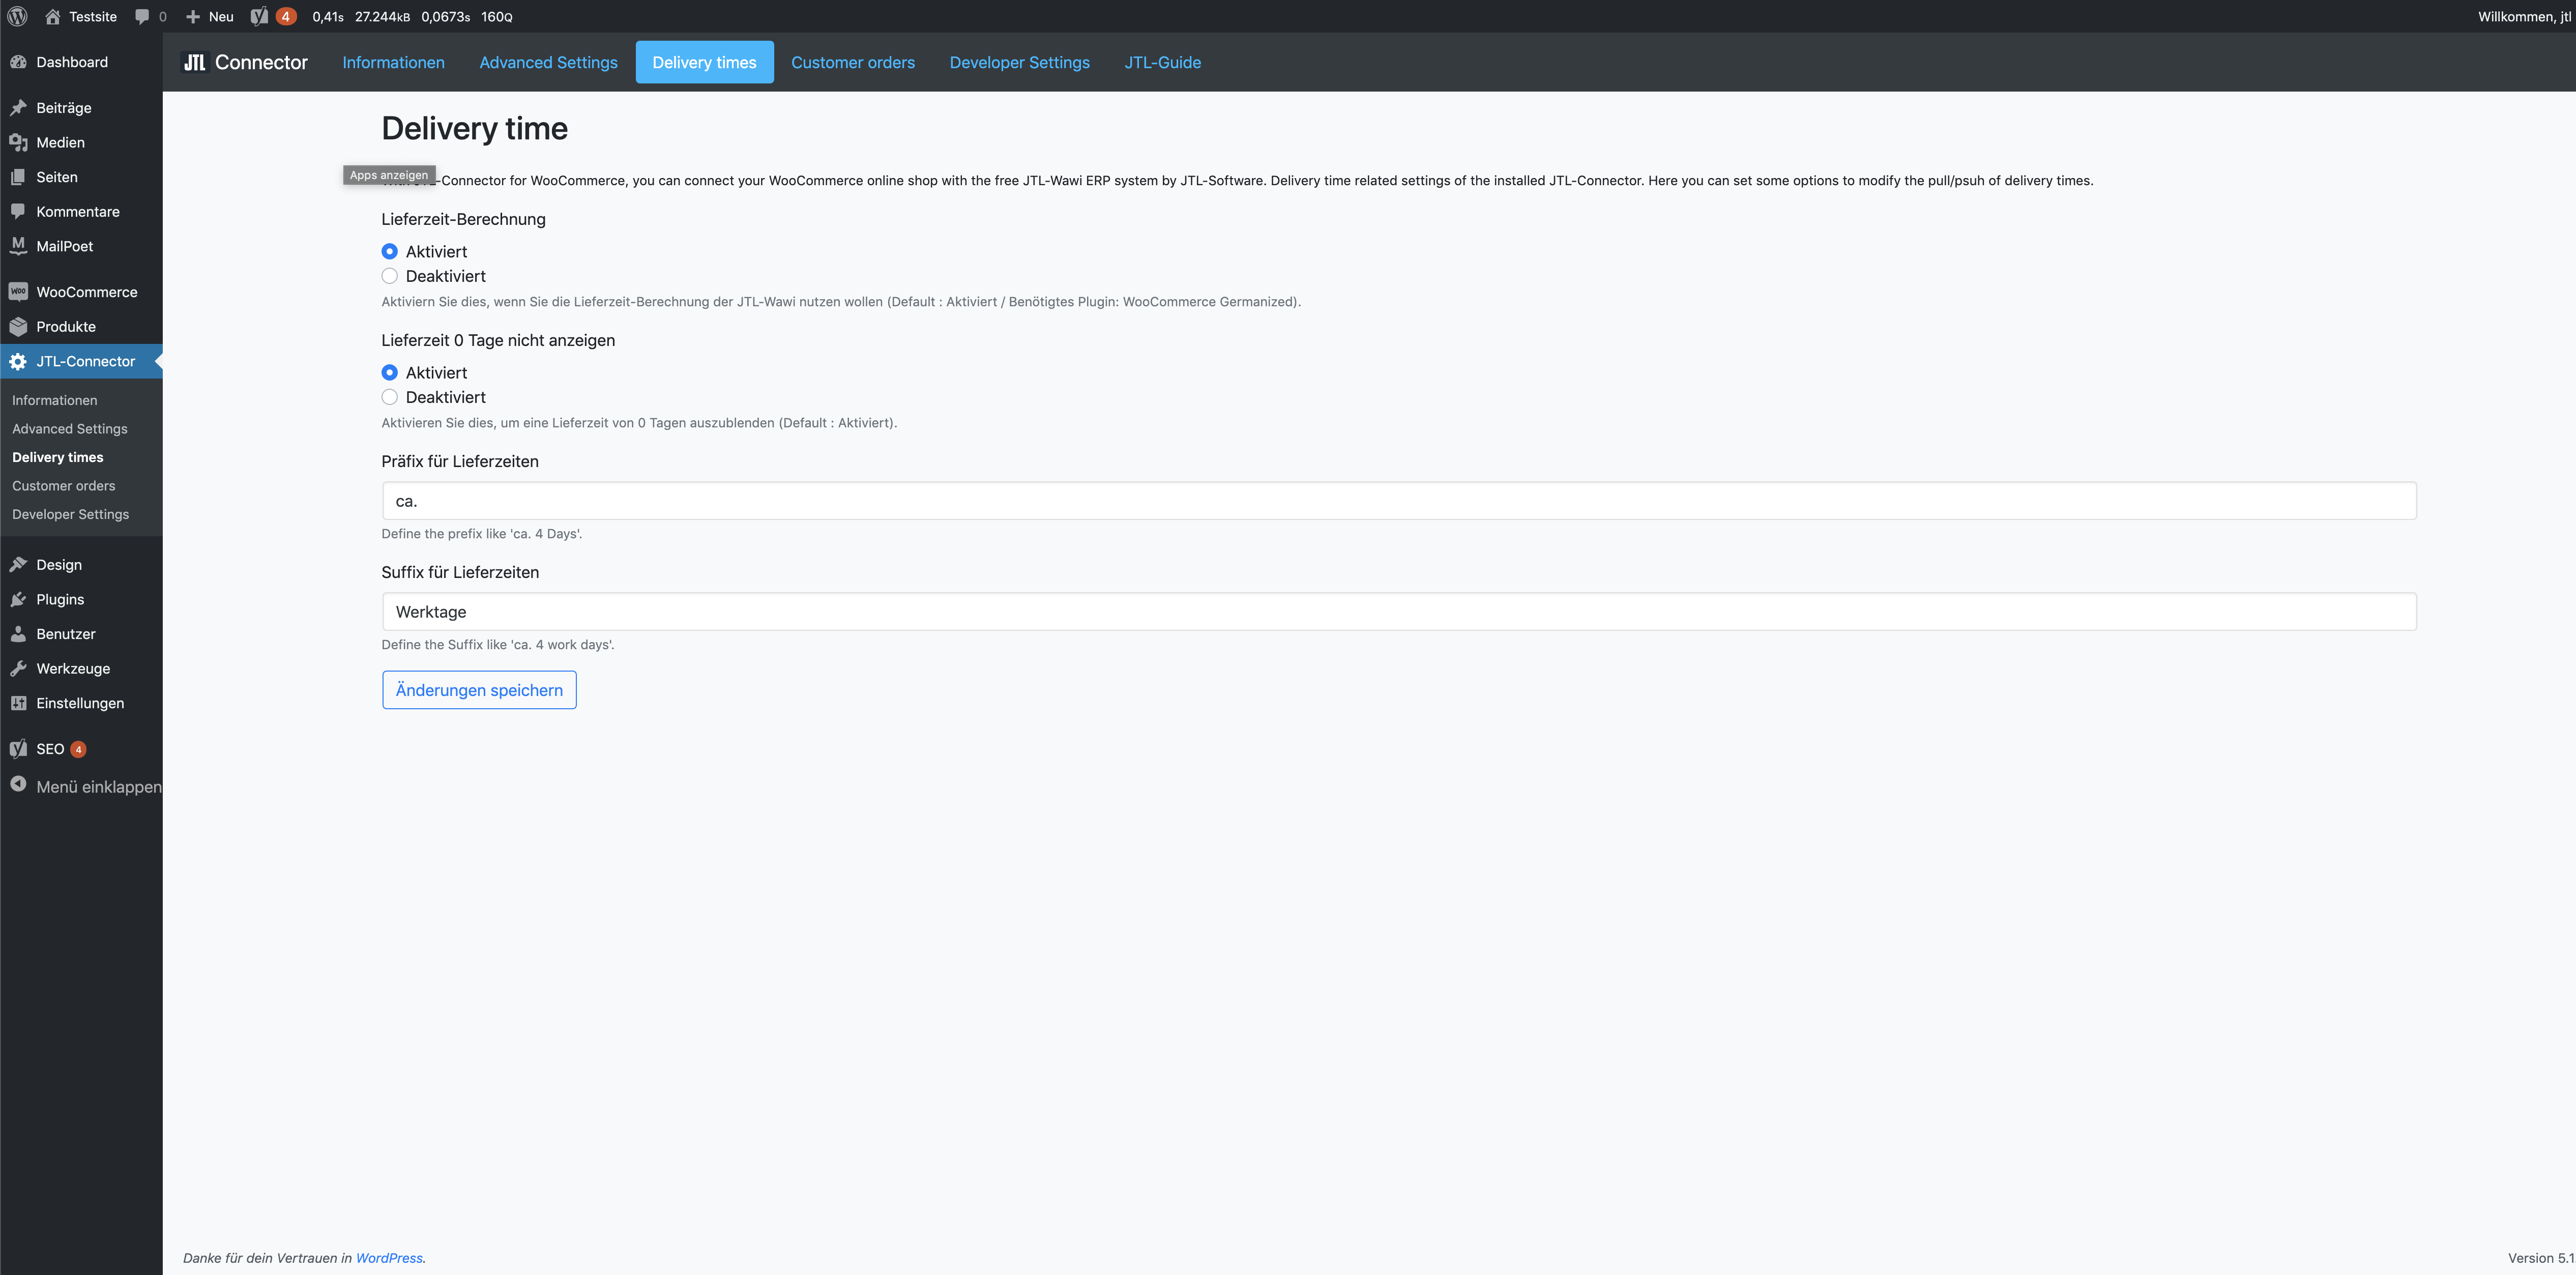 Testsite 0 Neu 4 0,41s 27.244kB 0,0673s 160Q Willkommen, jtl
JTL Connector Informationen Advanced Settings Delivery times Customer orders Developer Settings JTL-Guide
Dashboard
Beiträge
Medien
Seiten
Kommentare
MailPoet
WooCommerce
Produkte
JTL-Connector
Informationen
Advanced Settings
Delivery times
Customer orders
Developer Settings
Design
Plugins
Benutzer
Werkzeuge
Einstellungen
SEO 4
Menü einklappen
Delivery time
Apps anzeigen
-Connector for WooCommerce, you can connect your WooCommerce online shop with the free JTL-Wawi ERP system by JTL-Software. Delivery time related settings of the installed JTL-Connector. Here you can set some options to modify the pull/psuh of delivery times.
Lieferzeit-Berechnung
Aktiviert
Deaktiviert
Aktiviern Sie dies, wenn Sie die Lieferzeit-Berechnung der JTL-Wawi nutzen wollen (Default : Aktiviert / Benötigtes Plugin: WooCommerce Germanized).
Lieferzeit 0 Tage nicht anzeigen
Aktiviert
Deaktiviert
Aktivieren Sie dies, um eine Lieferzeit von 0 Tagen auszublenden (Default : Aktiviert).
Präfix für Lieferzeiten
ca.
Define the prefix like 'ca. 4 Days'.
Suffix für Lieferzeiten
Werktage
Define the Suffix like 'ca. 4 work days'.
Änderungen speichern
Danke für dein Vertrauen in WordPress.
Version 5.1